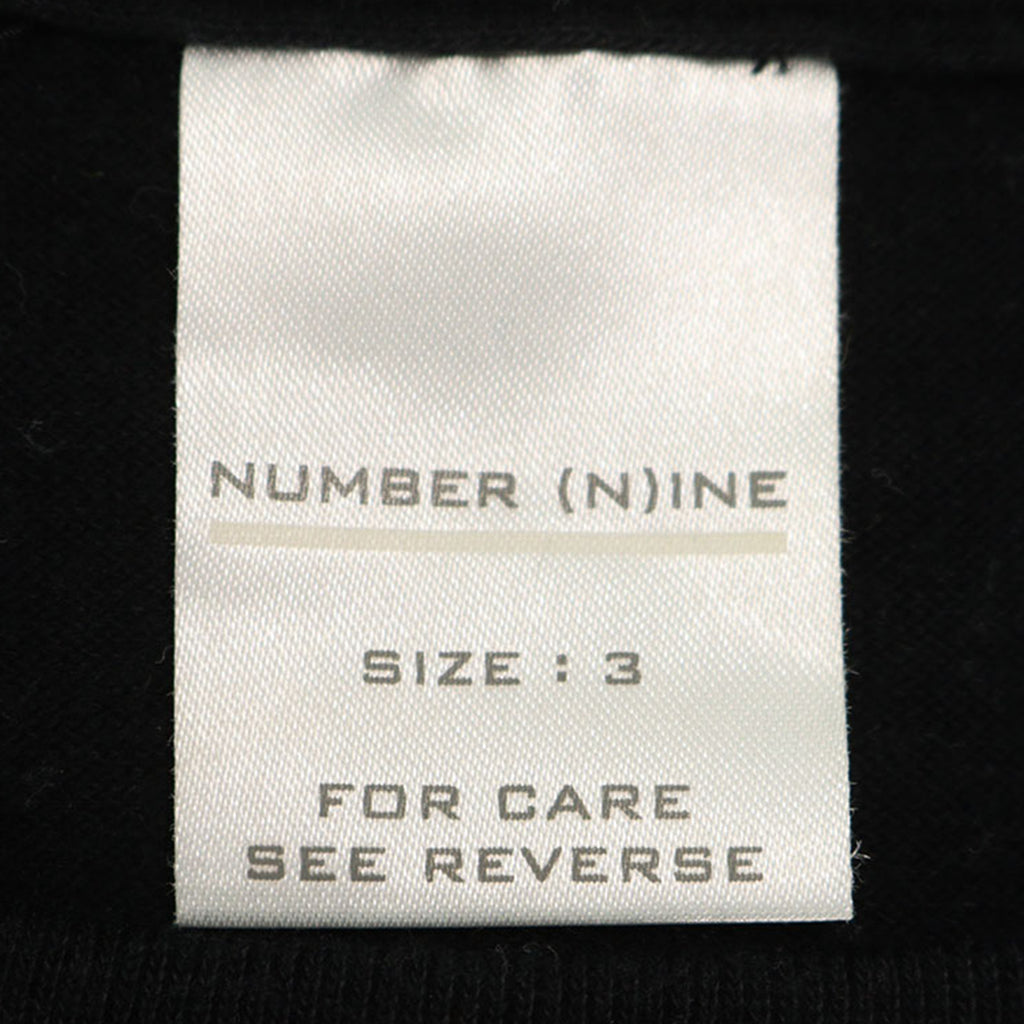 NUMBER (N)INE
SIZE : 3
FOR CARE
SEE REVERSE